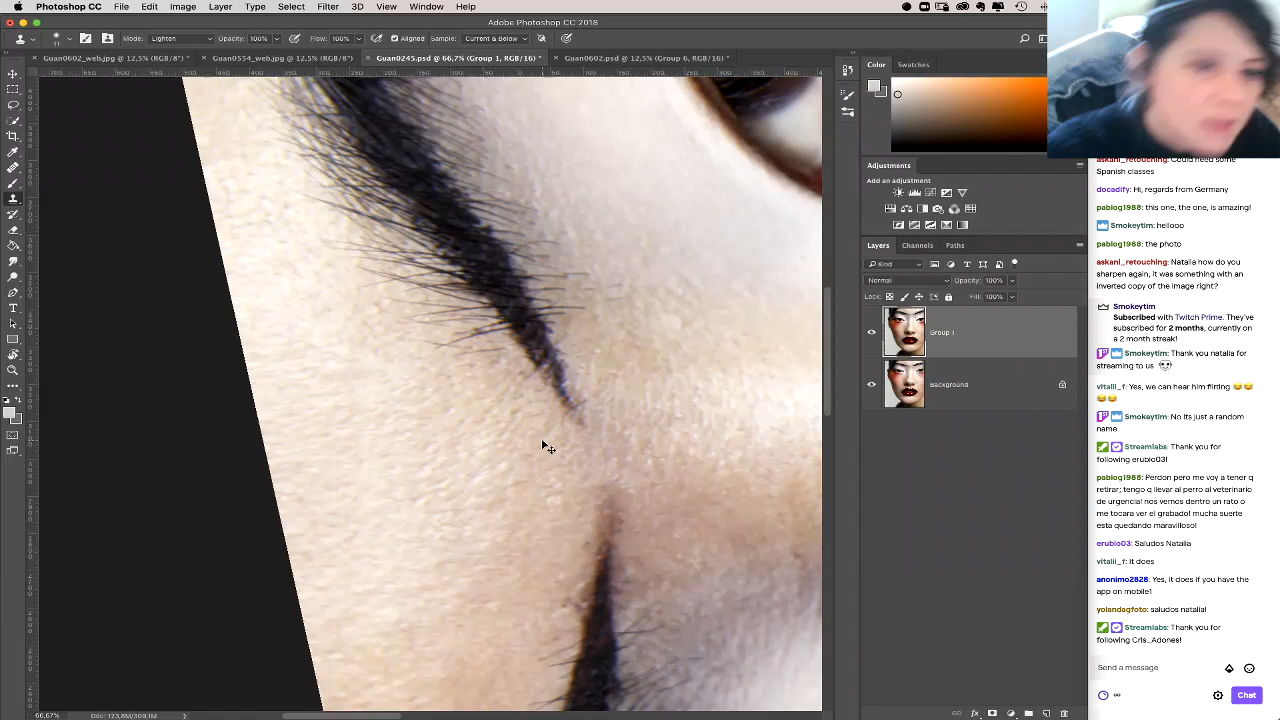 Photoshop CC File Edit Image Layer Type Select Filter 3D View Window Help
Adobe Photoshop CC 2018
11 Mode: Lighten Opacity: 100% Flow: 100% Aligned Sample: Current & Below
Guan0602_web.jpg @ 12,5% (RGB/8*) * Guan0554_web.jpg @ 12,5% (RGB/8*) Guan0245.psd @ 66,7% (Group 1, RGB/16) * Guan0602.psd @ 12,5% (Group 6, RGB/16) *
Color Swatches
Adjustments
Add an adjustment
Layers Channels Paths
Kind
Normal Opacity: 100%
Lock: Fill: 100%
Group 1
Background
66,67% Doc: 123,8M/309,1M
askani_retouching: Could need some
Spanish classes
docadify: Hi, regards from Germany
pablog1988: this one, the one, is amazing!
Smokeytim: hellooo
pablog1988: the photo
askani_retouching: Natalia how do you
sharpen again, it was something with an
inverted copy of the image right?
Smokeytim
Subscribed with Twitch Prime. They've
subscribed for 2 months, currently on
a 2 month streak!
Smokeytim: Thank you natalia for
streaming to us
vitalii_f: Yes, we can hear him flirting
Smokeytim: No its just a random
name
Streamlabs: Thank you for
following erubio03!
pablog1988: Perdon pero me voy a tener q
retirar; tengo q llevar al perro al veterinario
de urgencia! nos vemos dentro un rato o
me tocara ver el grabado! mucha suerte
esta quedando maravilloso!
erubio03: Saludos Natalia
vitalii_f: It does
anonimo2828: Yes, it does if you have the
app on mobile1
yolandagfoto: saludos natalia!
Streamlabs: Thank you for
following Cris_Adones!
Send a message
Chat